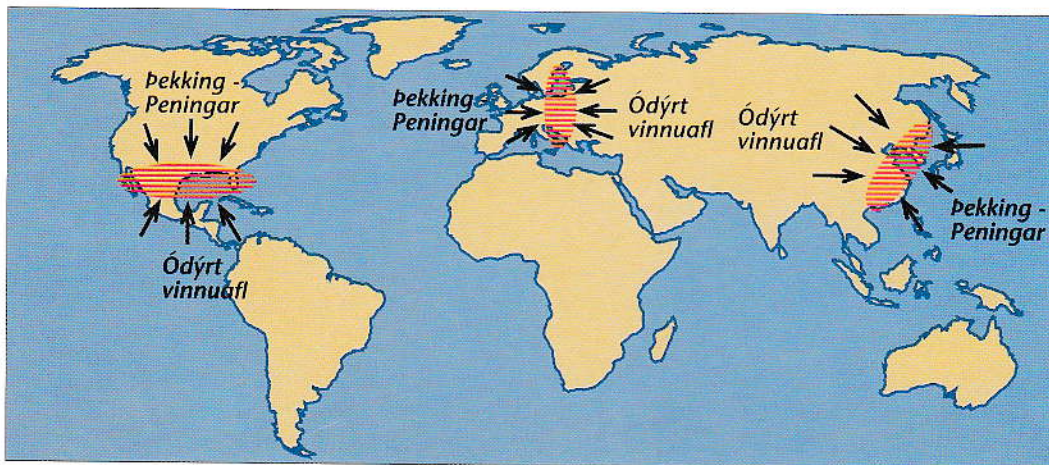 Þekking -
Peningar
Ódýrt
vinnuafl
Þekking -
Peningar
Ódýrt
vinnuafl
Ódýrt
vinnuafl
Þekking -
Peningar